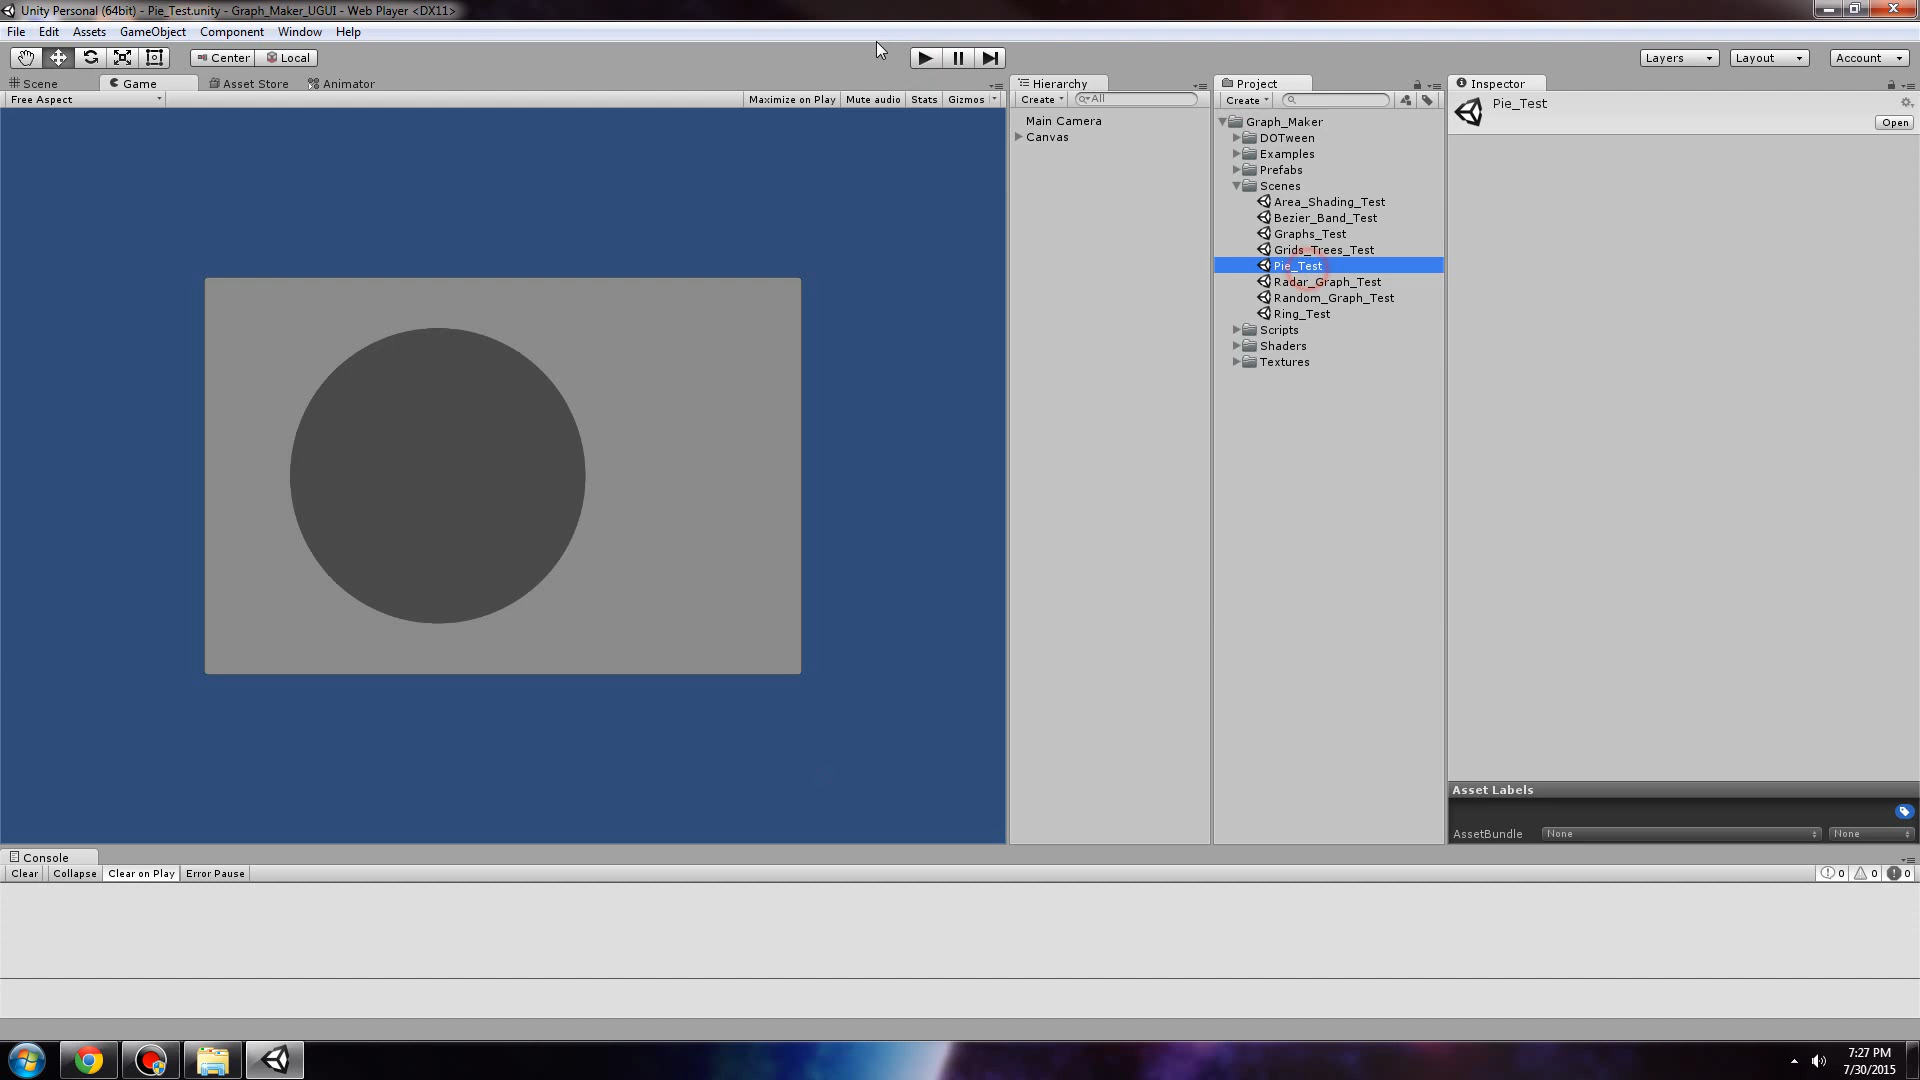 Unity Personal (64bit) - Pie_Test.unity - Graph_Maker_UGUI - Web Player <DX11>
File Edit Assets GameObject Component Window Help
Center Local Layers Layout Account
Scene Game Asset Store Animator Hierarchy Project Inspector
Free Aspect Maximize on Play Mute audio Stats Gizmos Create All Create Pie_Test
Open
Main Camera
Canvas
Graph_Maker
DOTween
Examples
Prefabs
Scenes
Area_Shading_Test
Bezier_Band_Test
Graphs_Test
Grids_Trees_Test
Pie_Test
Radar_Graph_Test
Random_Graph_Test
Ring_Test
Scripts
Shaders
Textures
Asset Labels
AssetBundle None None
Console
Clear Collapse Clear on Play Error Pause 0 0 0
7:27 PM
7/30/2015